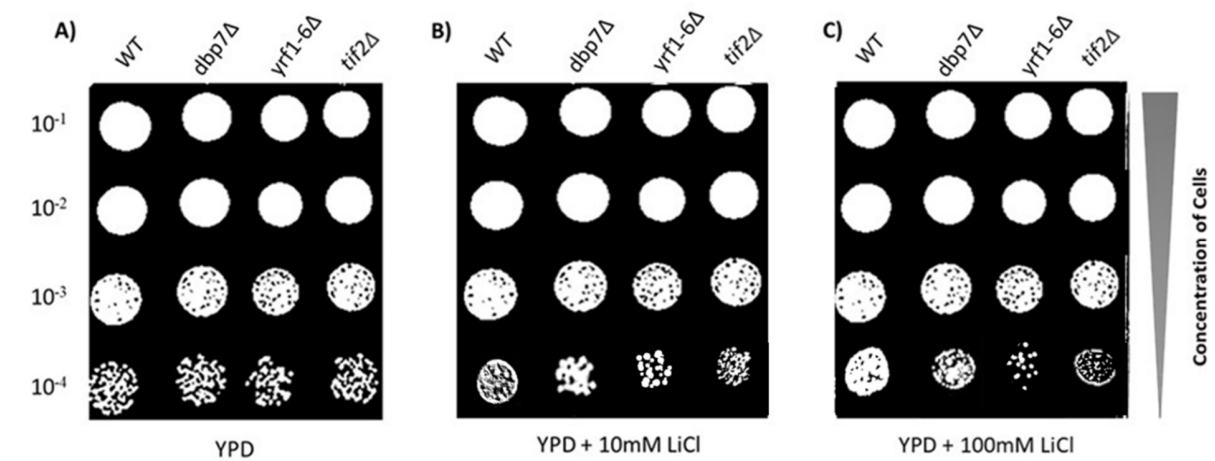 A)
WT dbp7Δ yrf1-6Δ tif2Δ
B)
WT dbp7Δ yrf1-6Δ tif2Δ
C)
WT dbp7Δ yrf1-6Δ tif2Δ
10⁻¹
10⁻²
10⁻³
10⁻⁴
YPD
YPD + 10mM LiCl
YPD + 100mM LiCl
Concentration of Cells